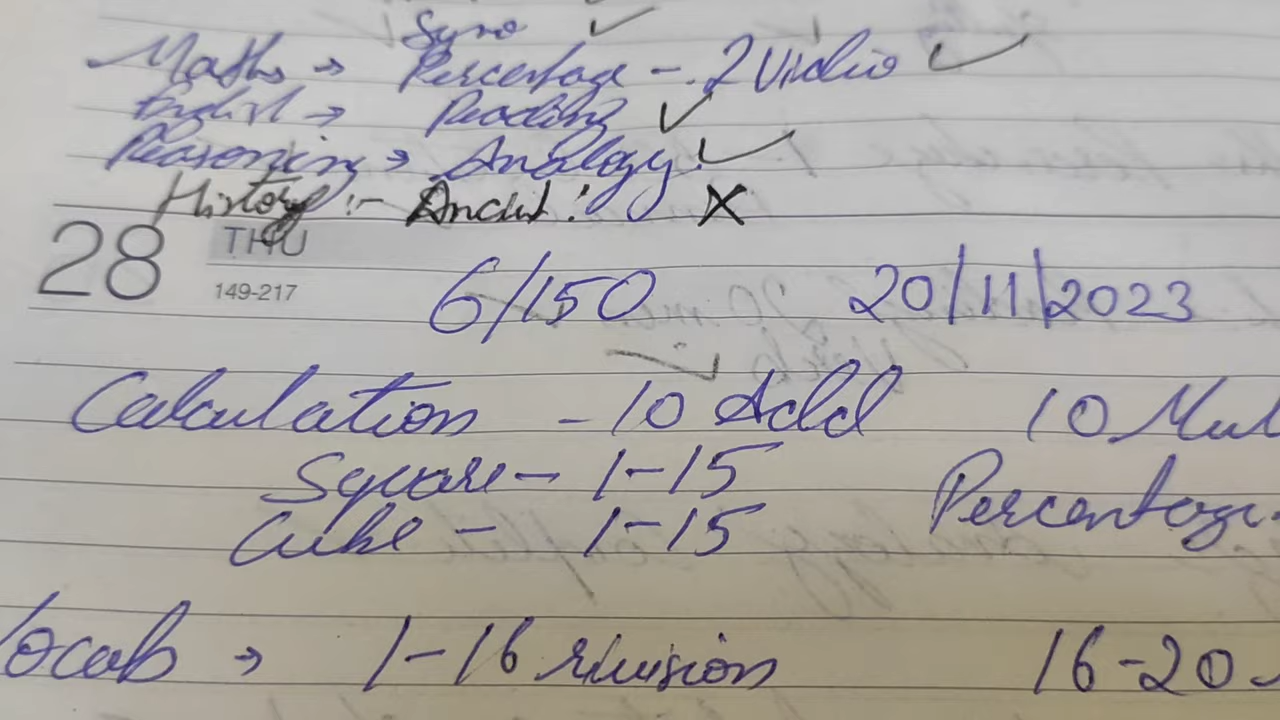 Syno ✓
Maths → Percentage - 2 Vidio ✓
English → Reading ✓
Reasoning → Analogy ✓
History :- Ancient : X
28 THU
149-217
6/150 20/11/2023
Calculation - 10 Add 10 Mul
Square - 1-15
Percentage
Cube - 1-15
Vocab → 1-16 revision 16-20